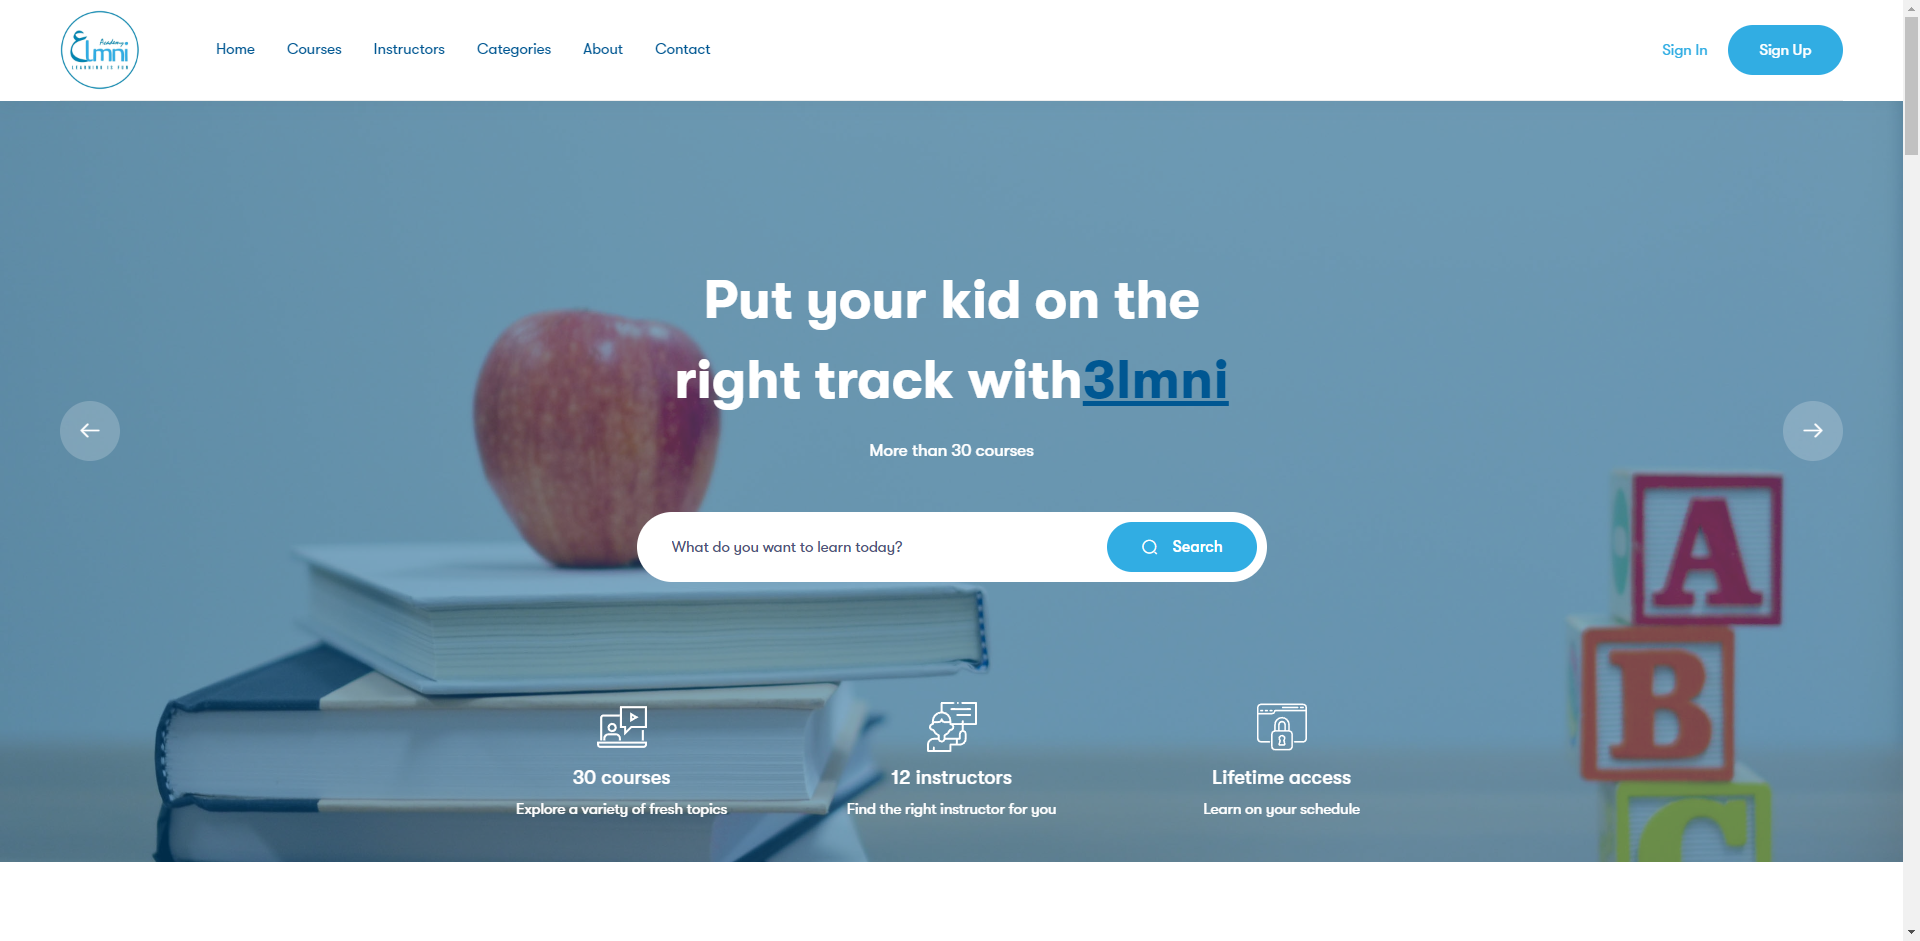 Academy
3lmni
LEARNING IS FUN
Home
Courses
Instructors
Categories
About
Contact
Sign In
Sign Up
Put your kid on the
right track with3lmni
More than 30 courses
What do you want to learn today?
Search
A
B
C
30 courses
Explore a variety of fresh topics
12 instructors
Find the right instructor for you
Lifetime access
Learn on your schedule